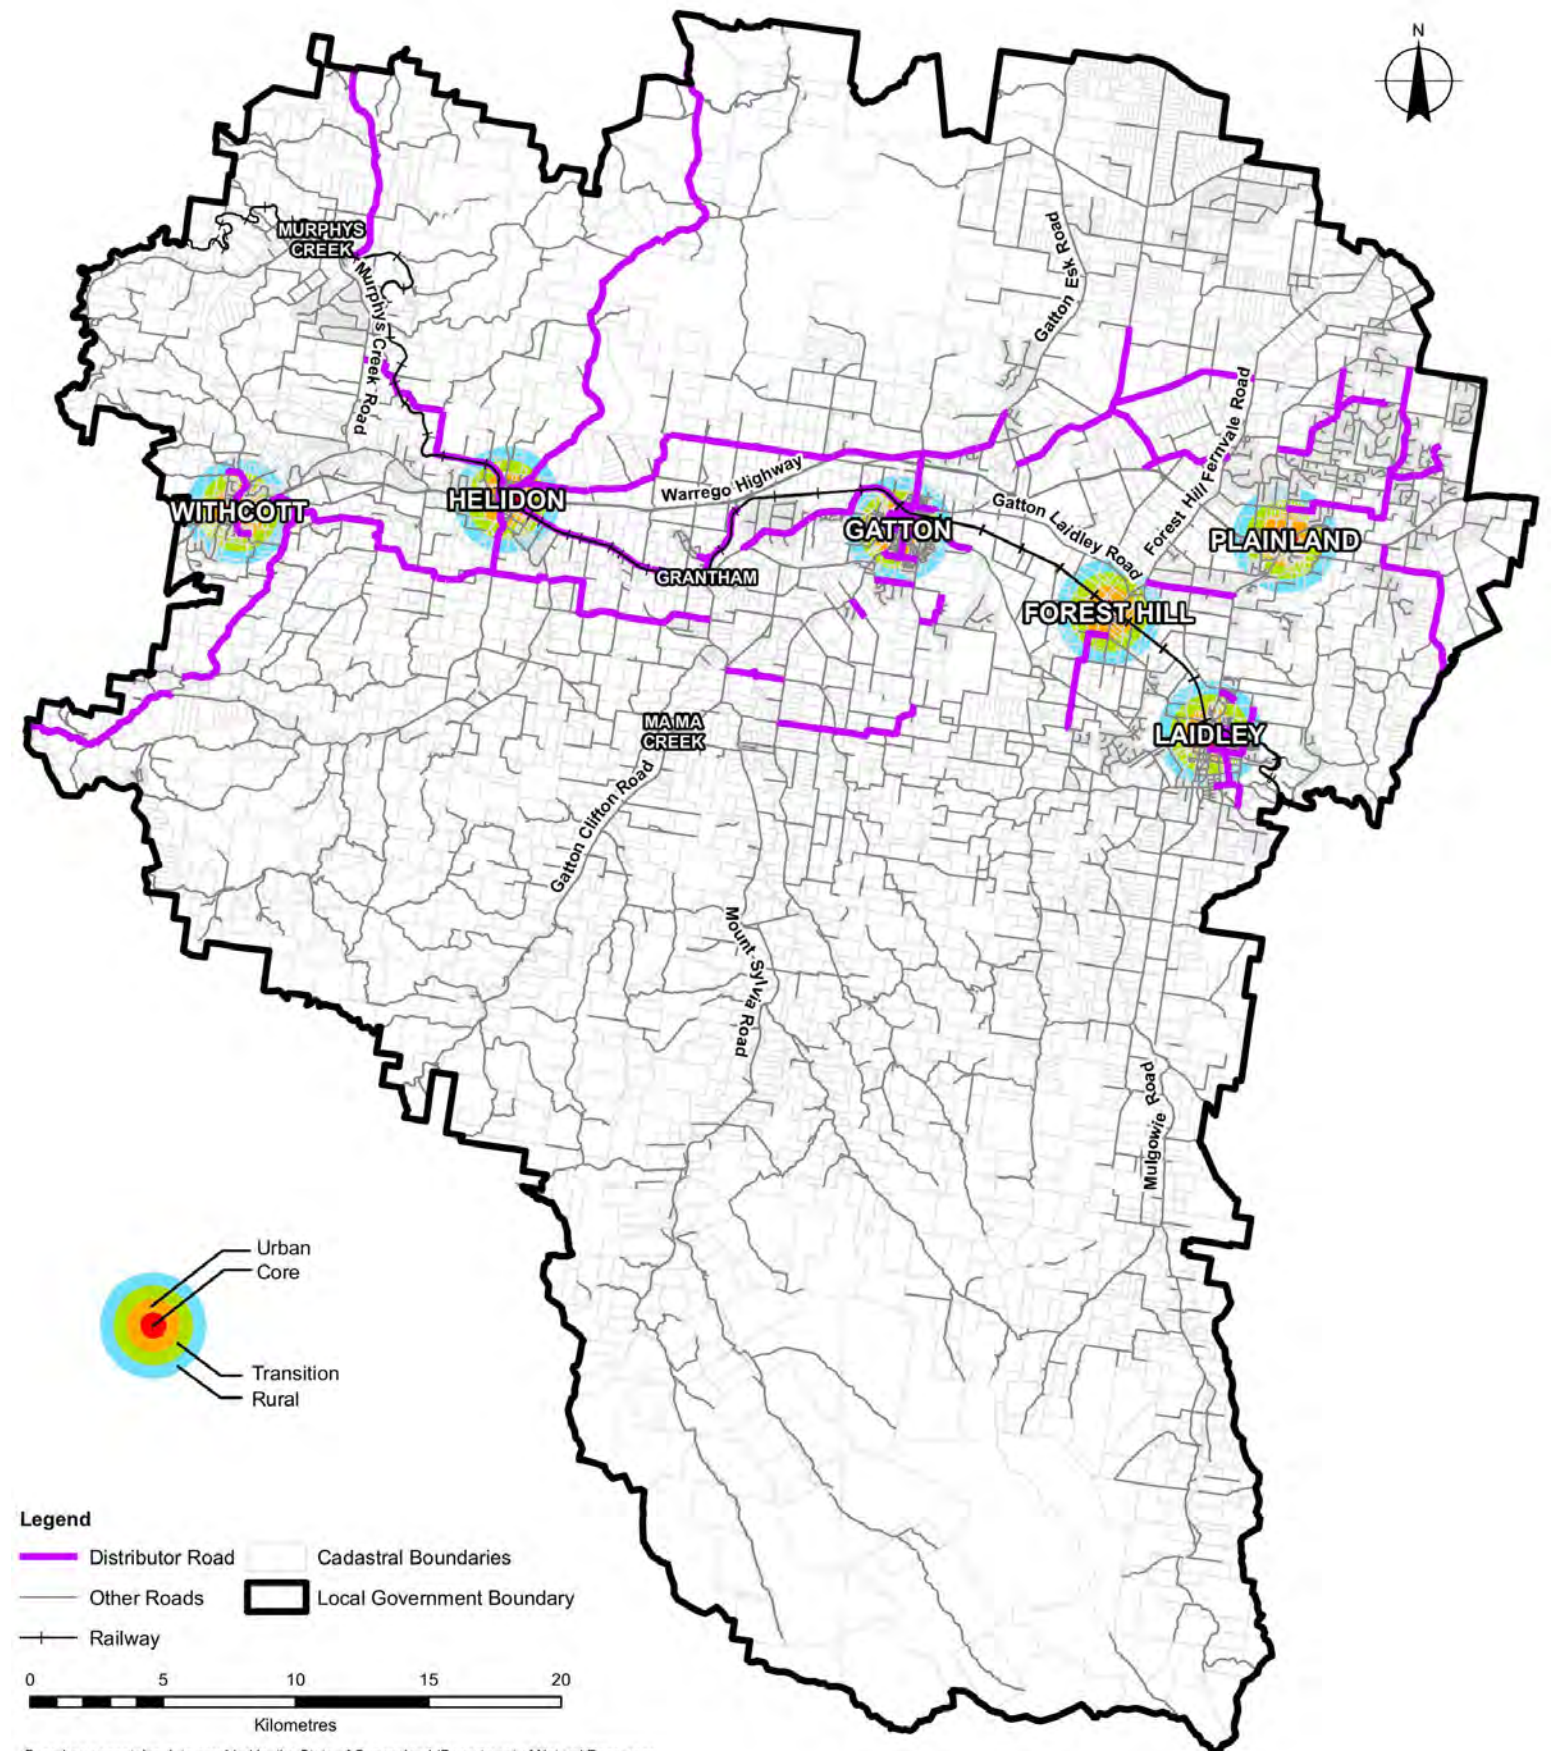 N
MURPHYS
CREEK
Murphys Creek Road
Gatton Esk Road
Forest Hill Fernvale Road
Warrego Highway
Gatton Laidley Road
WITHCOTT
HELIDON
GATTON
PLAINLAND
GRANTHAM
FOREST HILL
MA MA
CREEK
LAIDLEY
Gatton Clifton Road
Mount Sylvia Road
Mulgowie Road
Urban
Core
Transition
Rural
Legend
Distributor Road
Cadastral Boundaries
Other Roads
Local Government Boundary
Railway
0 5 10 15 20
Kilometres